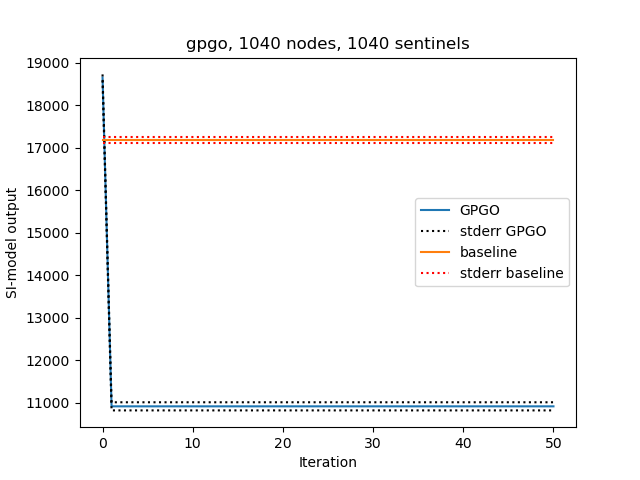 gpgo, 1040 nodes, 1040 sentinels
19000
18000
17000
16000
15000
14000
13000
12000
11000
SI-model output
GPGO
stderr GPGO
baseline
stderr baseline
0 10 20 30 40 50
Iteration